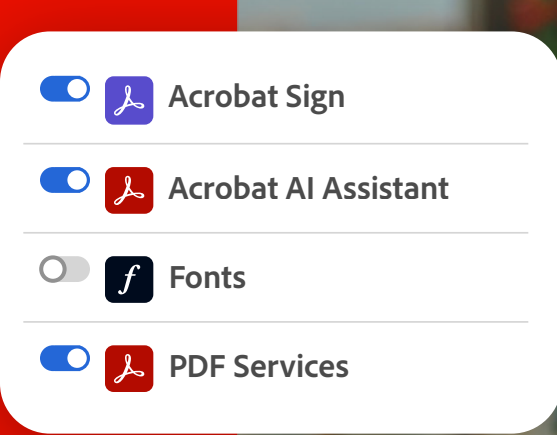 Acrobat Sign
Acrobat AI Assistant
f Fonts
PDF Services